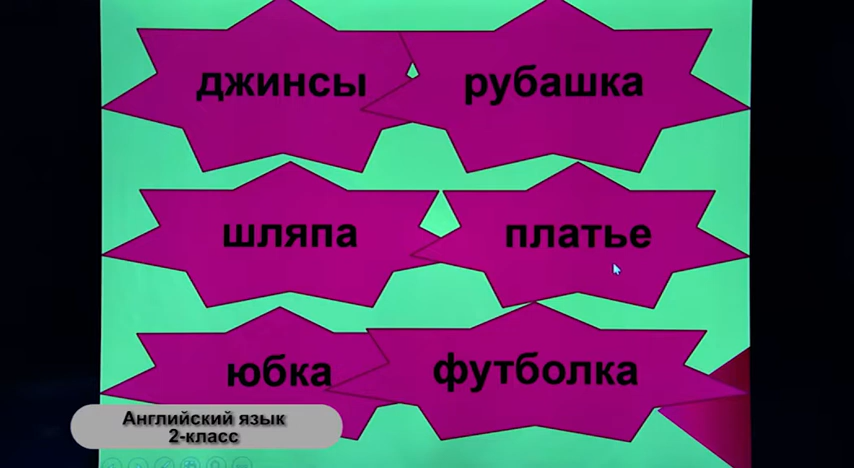 джинсы
рубашка
шляпа
платье
юбка
футболка
Английский язык
2-класс